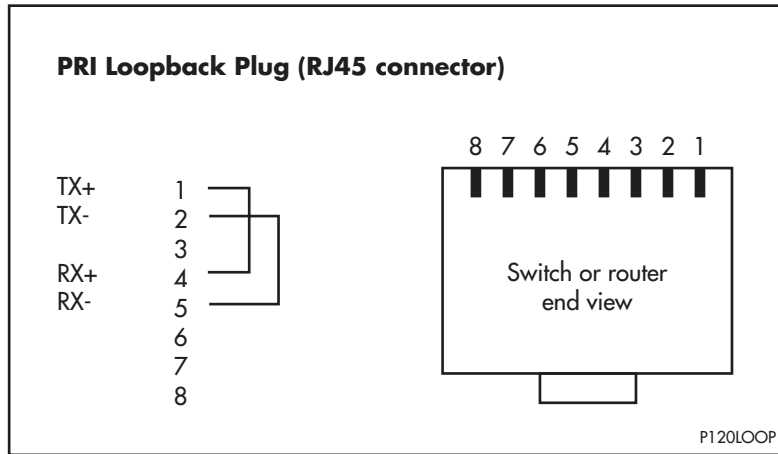 PRI Loopback Plug (RJ45 connector)
TX+ 1
TX- 2
3
RX+ 4
RX- 5
6
7
8
8 7 6 5 4 3 2 1
Switch or router
end view
P120LOOP